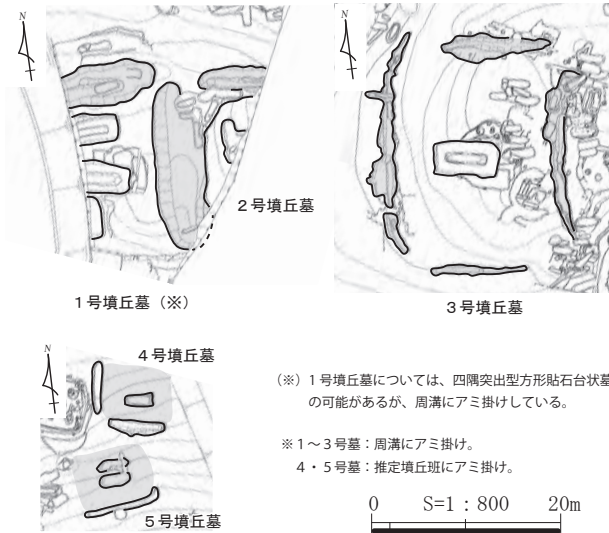 N
N
2号墳丘墓
1号墳丘墓（※）
3号墳丘墓
N
4号墳丘墓
5号墳丘墓
（※）1号墳丘墓については、四隅突出型方形貼石台状墓
の可能性があるが、周溝にアミ掛けしている。
※1～3号墓：周溝にアミ掛け。
4・5号墓：推定墳丘班にアミ掛け。
0 S=1：800 20m